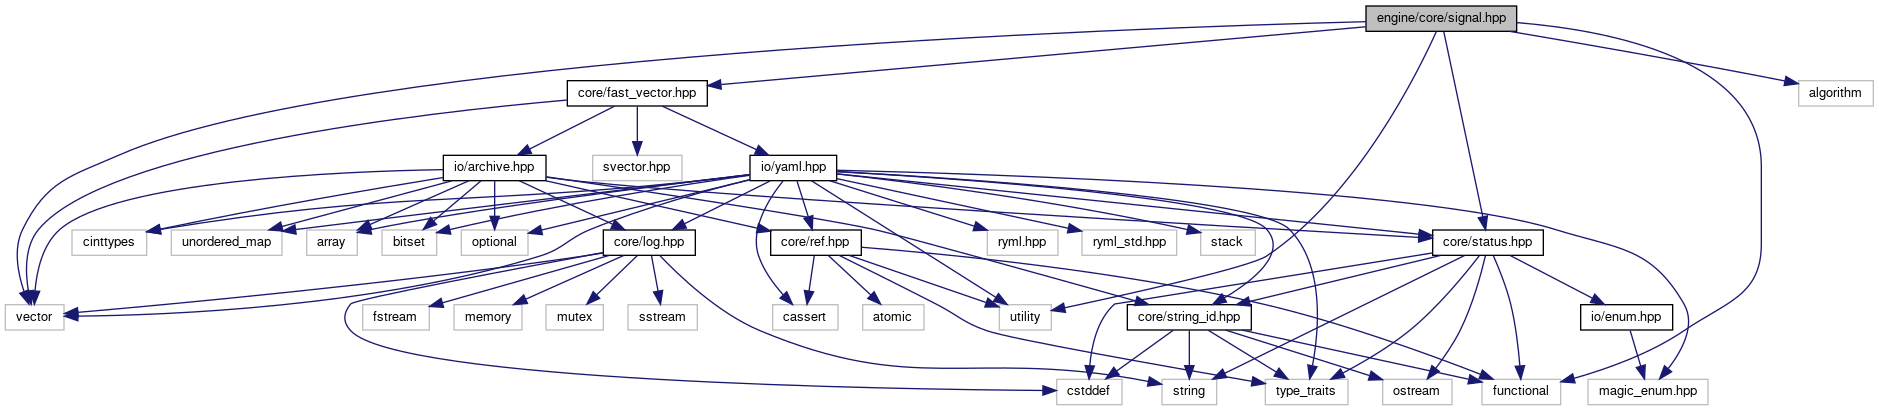 engine/core/signal.hpp
core/fast_vector.hpp
algorithm
io/archive.hpp
svector.hpp
io/yaml.hpp
cinttypes
unordered_map
array
bitset
optional
core/log.hpp
core/ref.hpp
ryml.hpp
ryml_std.hpp
stack
core/status.hpp
vector
fstream
memory
mutex
sstream
cassert
atomic
utility
core/string_id.hpp
io/enum.hpp
cstddef
string
type_traits
ostream
functional
magic_enum.hpp